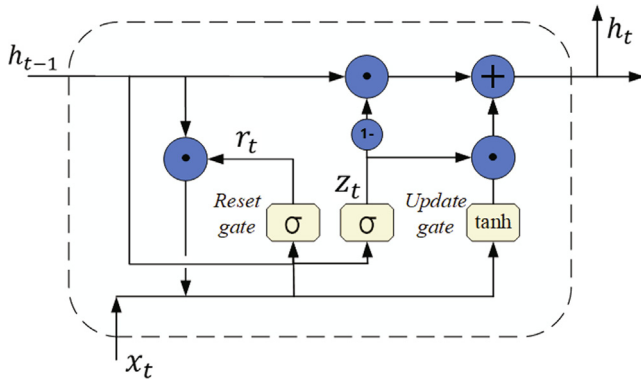 h_t
h_{t-1}
+
1-
r_t
z_t
Reset
gate
σ
σ
Update
gate
tanh
x_t